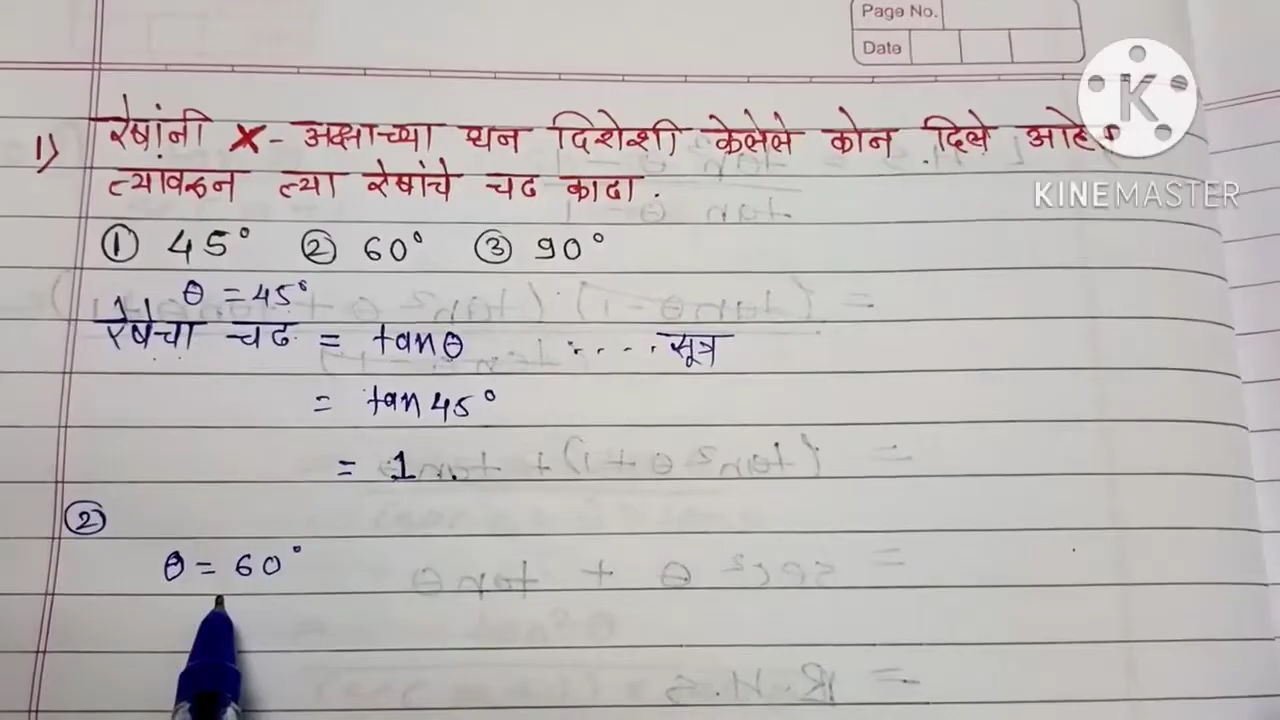 Page No.
Date
1) रेषांनी X- अक्षाच्या धन दिशेशी केलेले कोन दिले आहेत
त्यावरून त्या रेषांचे चढ काढा.
K
KINEMASTER
① 45° ② 60° ③ 90°
θ = 45°
रेषेचा चढ = tanθ ..... सूत्र
= tan 45°
= 1
②
θ = 60°